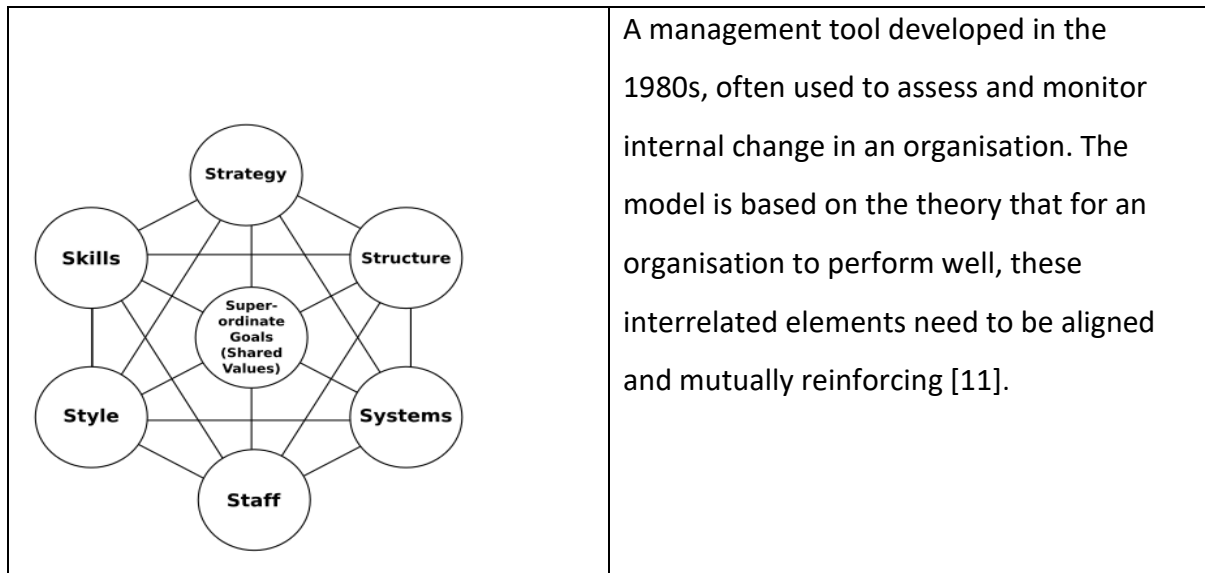 Strategy
Skills
Structure
Super-
ordinate
Goals
(Shared
Values)
Style
Systems
Staff
A management tool developed in the
1980s, often used to assess and monitor
internal change in an organisation. The
model is based on the theory that for an
organisation to perform well, these
interrelated elements need to be aligned
and mutually reinforcing [11].